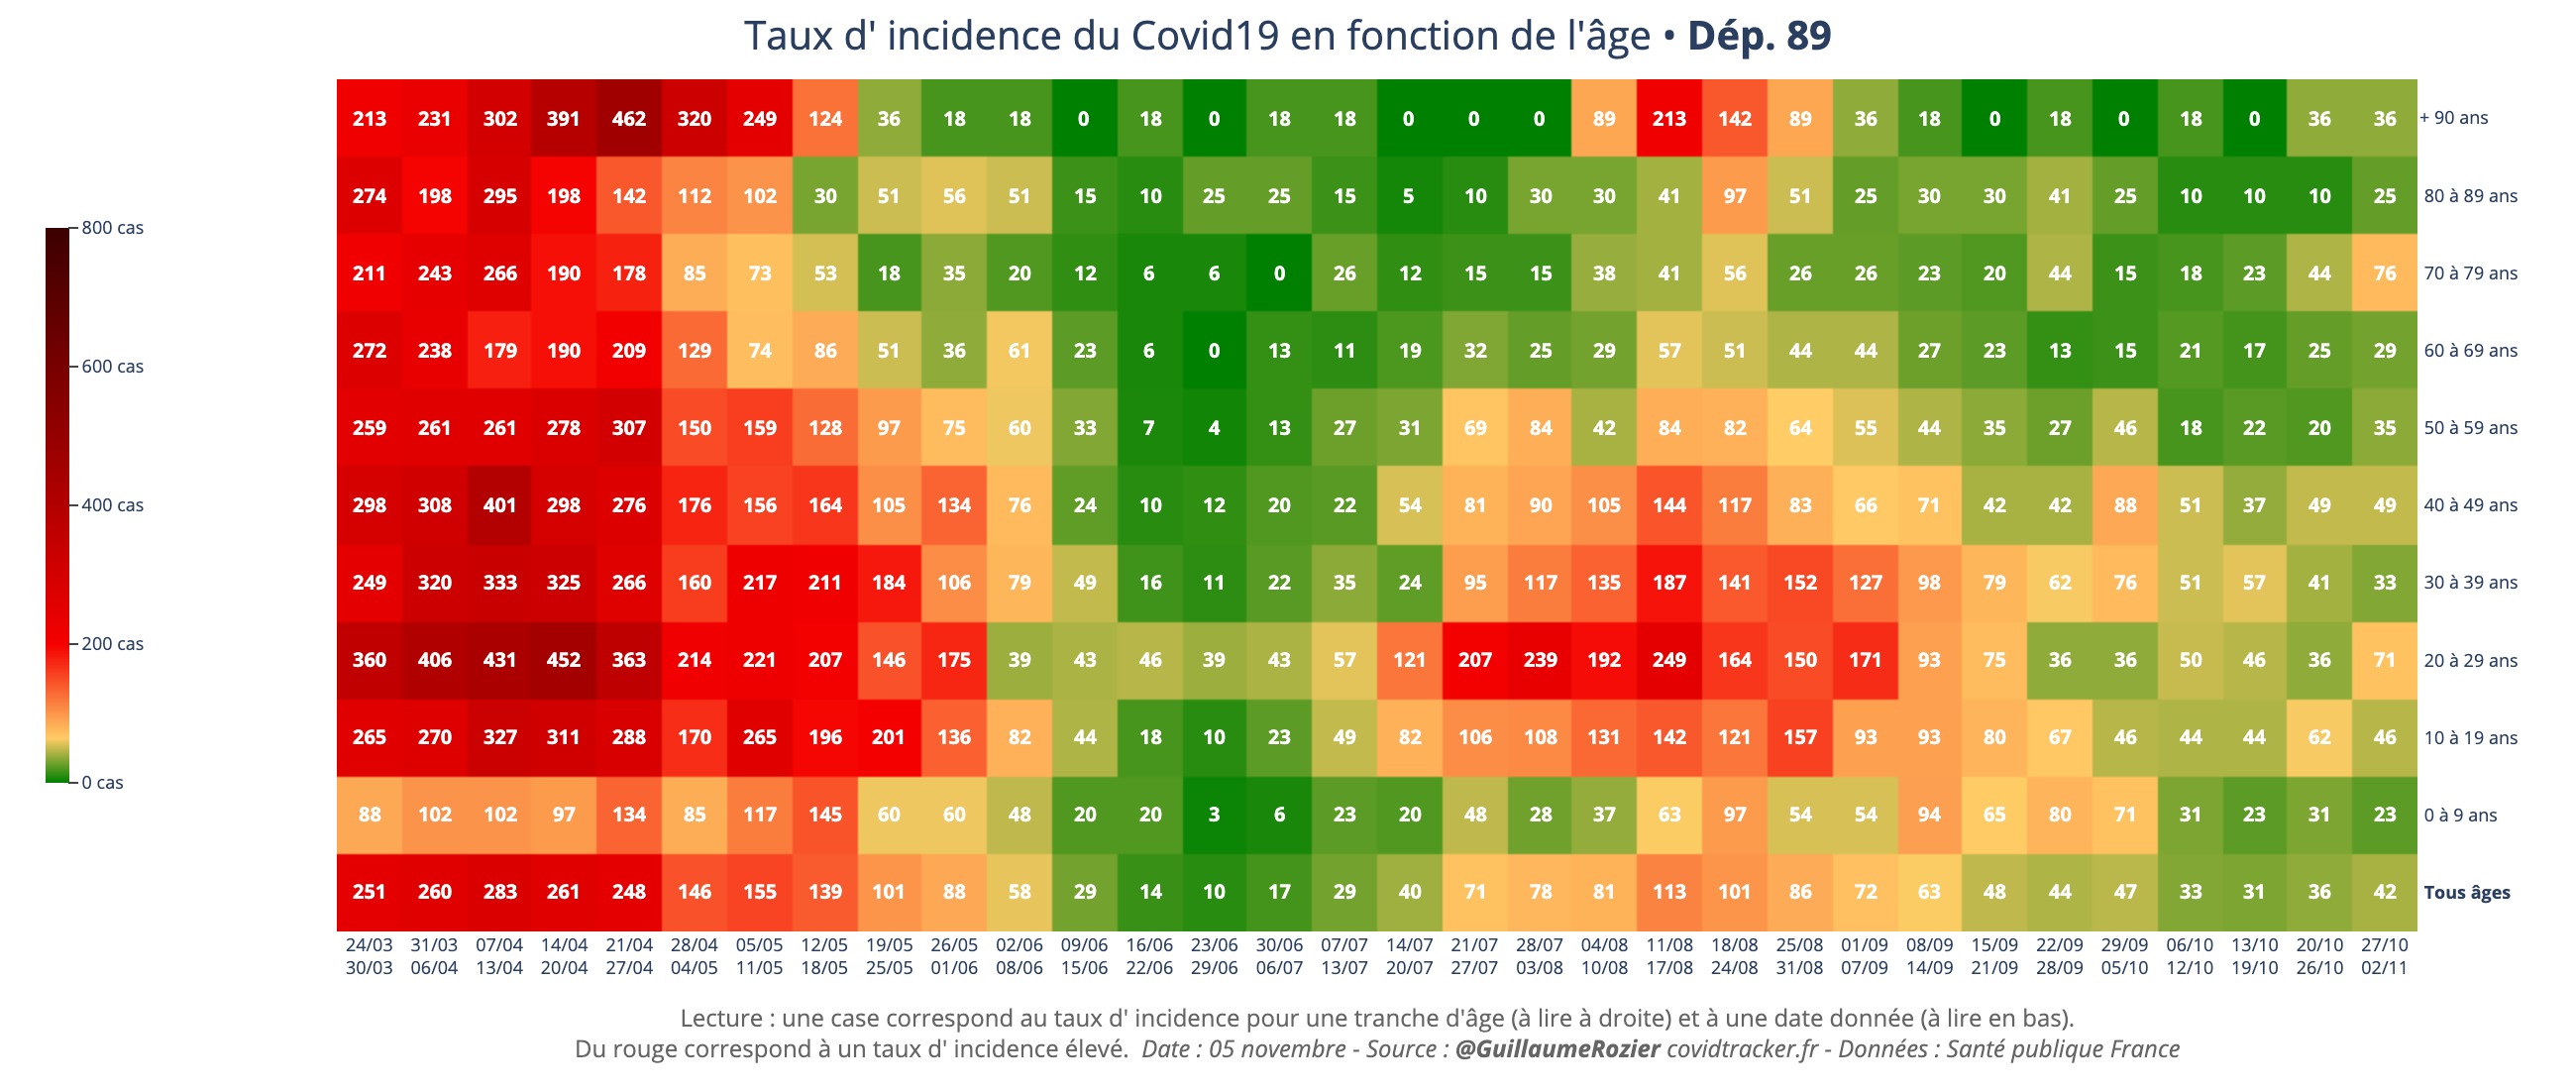 Taux d' incidence du Covid19 en fonction de l'âge • Dép. 89
213 231 302 391 462 320 249 124 36 18 18 0 18 0 18 18 0 0 0 89 213 142 89 36 18 0 18 0 18 0 36 36 + 90 ans
274 198 295 198 142 112 102 30 51 56 51 15 10 25 25 15 5 10 30 30 41 97 51 25 30 30 41 25 10 10 10 25 80 à 89 ans
800 cas
211 243 266 190 178 85 73 53 18 35 20 12 6 6 0 26 12 15 15 38 41 56 26 26 23 20 44 15 18 23 44 76 70 à 79 ans
272 238 179 190 209 129 74 86 51 36 61 23 6 0 13 11 19 32 25 29 57 51 44 44 27 23 13 15 21 17 25 29 60 à 69 ans
600 cas
259 261 261 278 307 150 159 128 97 75 60 33 7 4 13 27 31 69 84 42 84 82 64 55 44 35 27 46 18 22 20 35 50 à 59 ans
400 cas
298 308 401 298 276 176 156 164 105 134 76 24 10 12 20 22 54 81 90 105 144 117 83 66 71 42 42 88 51 37 49 49 40 à 49 ans
249 320 333 325 266 160 217 211 184 106 79 49 16 11 22 35 24 95 117 135 187 141 152 127 98 79 62 76 51 57 41 33 30 à 39 ans
200 cas
360 406 431 452 363 214 221 207 146 175 39 43 46 39 43 57 121 207 239 192 249 164 150 171 93 75 36 36 50 46 36 71 20 à 29 ans
265 270 327 311 288 170 265 196 201 136 82 44 18 10 23 49 82 106 108 131 142 121 157 93 93 80 67 46 44 44 62 46 10 à 19 ans
0 cas
88 102 102 97 134 85 117 145 60 60 48 20 20 3 6 23 20 48 28 37 63 97 54 54 94 65 80 71 31 23 31 23 0 à 9 ans
251 260 283 261 248 146 155 139 101 88 58 29 14 10 17 29 40 71 78 81 113 101 86 72 63 48 44 47 33 31 36 42 Tous âges
24/03 31/03 07/04 14/04 21/04 28/04 05/05 12/05 19/05 26/05 02/06 09/06 16/06 23/06 30/06 07/07 14/07 21/07 28/07 04/08 11/08 18/08 25/08 01/09 08/09 15/09 22/09 29/09 06/10 13/10 20/10 27/10
30/03 06/04 13/04 20/04 27/04 04/05 11/05 18/05 25/05 01/06 08/06 15/06 22/06 29/06 06/07 13/07 20/07 27/07 03/08 10/08 17/08 24/08 31/08 07/09 14/09 21/09 28/09 05/10 12/10 19/10 26/10 02/11
Lecture : une case correspond au taux d' incidence pour une tranche d'âge (à lire à droite) et à une date donnée (à lire en bas).
Du rouge correspond à un taux d' incidence élevé. Date : 05 novembre - Source : @GuillaumeRozier covidtracker.fr - Données : Santé publique France